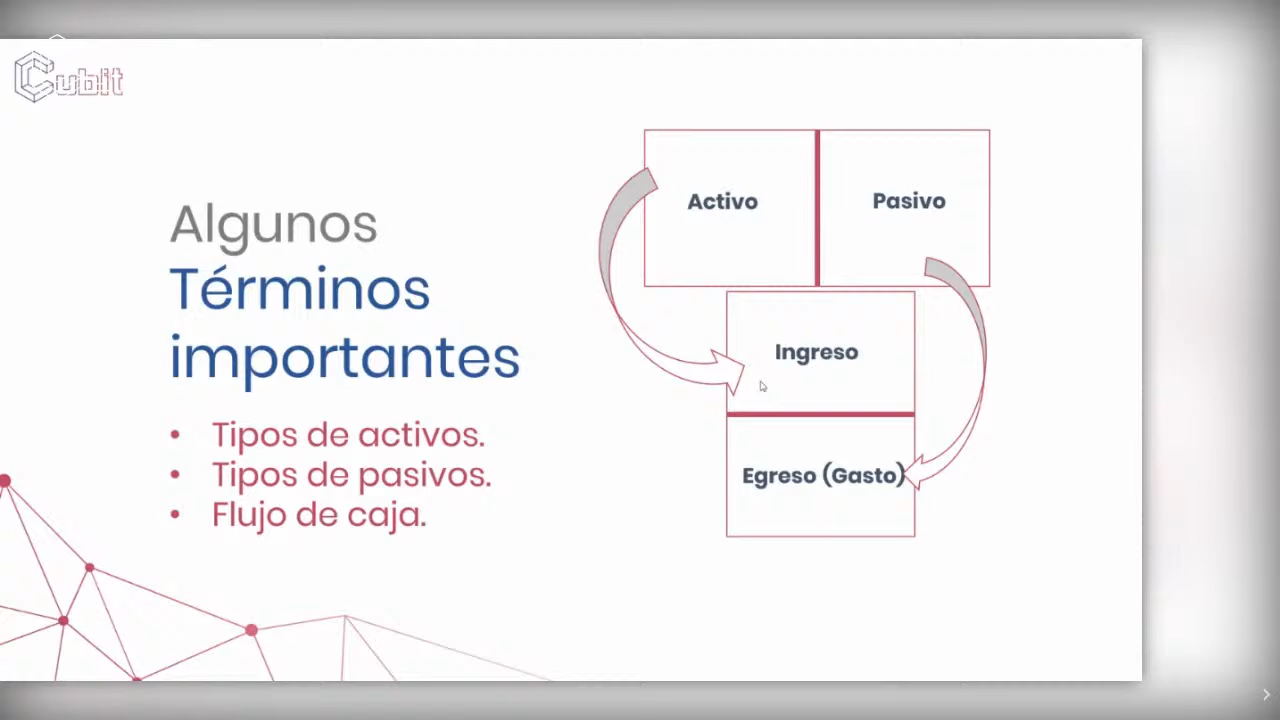 Cubit
Algunos
Términos
importantes
• Tipos de activos.
• Tipos de pasivos.
• Flujo de caja.
Activo
Pasivo
Ingreso
Egreso (Gasto)